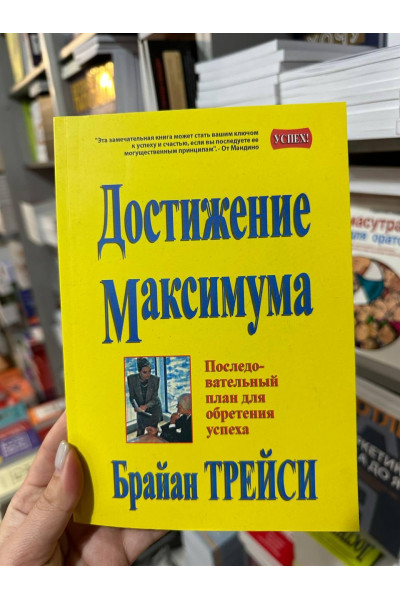 "Эта замечательная книга может стать вашим ключом
к успеху и счастью, если вы последуете ее
могущественным принципам". - Ог Мандино
УСПЕХ!
Достижение
Максимума
Последо-
вательный
план для
обретения
успеха
Брайан ТРЕЙСИ